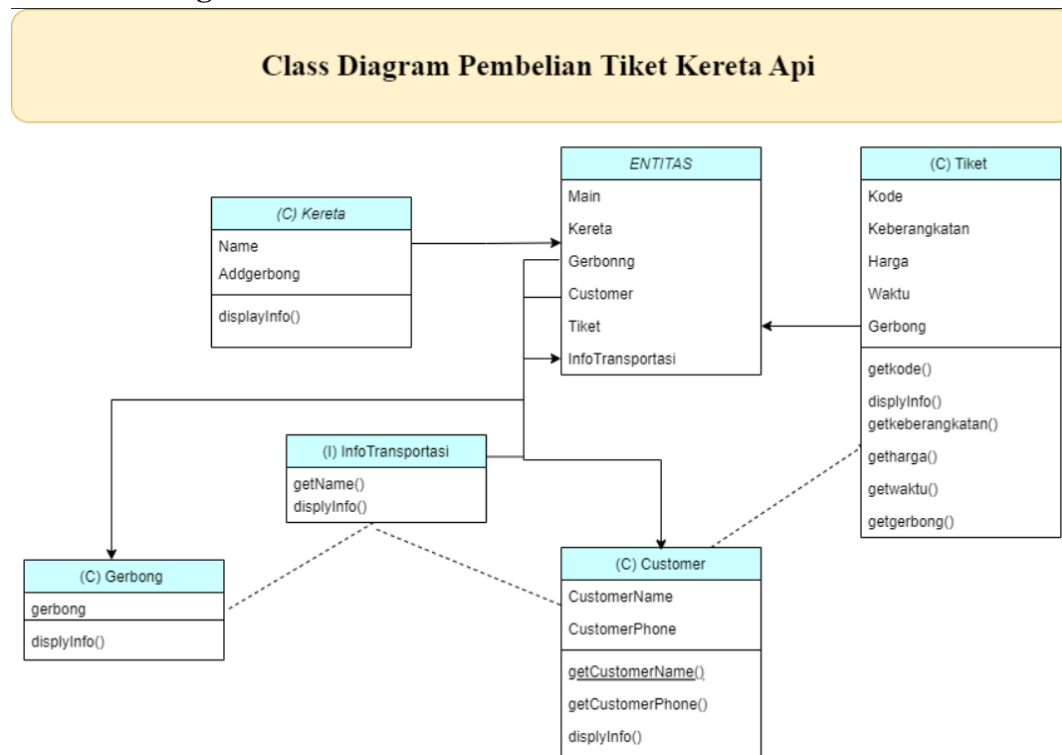 Class Diagram Pembelian Tiket Kereta Api
(C) Kereta
Name
Addgerbong
displayInfo()
ENTITAS
Main
Kereta
Gerbonng
Customer
Tiket
InfoTransportasi
(C) Tiket
Kode
Keberangkatan
Harga
Waktu
Gerbong
getkode()
displyInfo()
getkeberangkatan()
getharga()
getwaktu()
getgerbong()
(I) InfoTransportasi
getName()
displyInfo()
(C) Gerbong
gerbong
displyInfo()
(C) Customer
CustomerName
CustomerPhone
getCustomerName()
getCustomerPhone()
displayInfo()